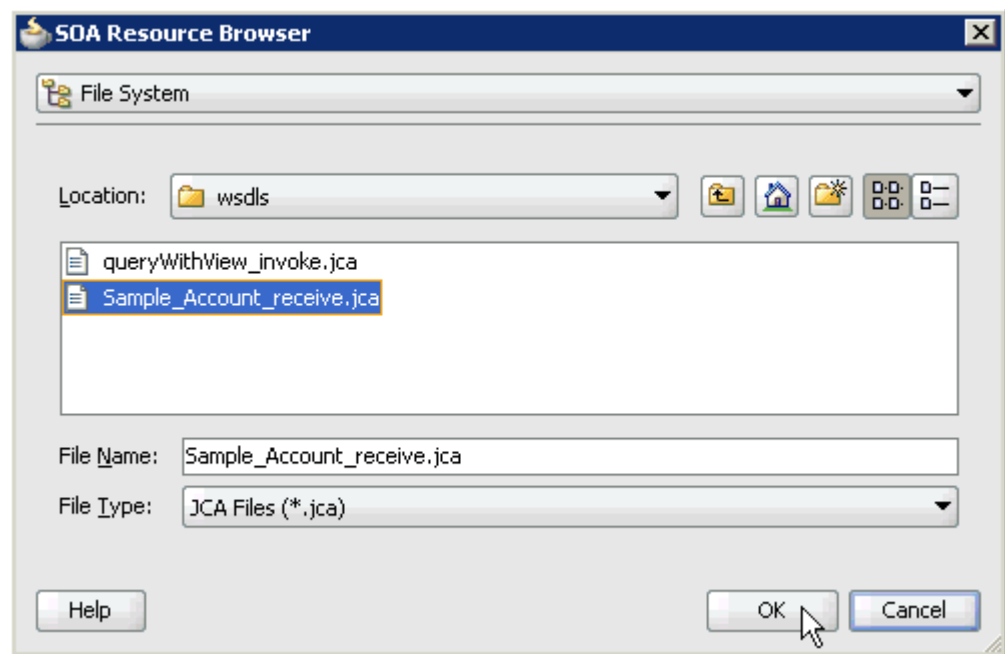 SOA Resource Browser
File System
Location: wsdls
queryWithView_invoke.jca
Sample_Account_receive.jca
File Name: Sample_Account_receive.jca
File Type: JCA Files (*.jca)
Help OK Cancel